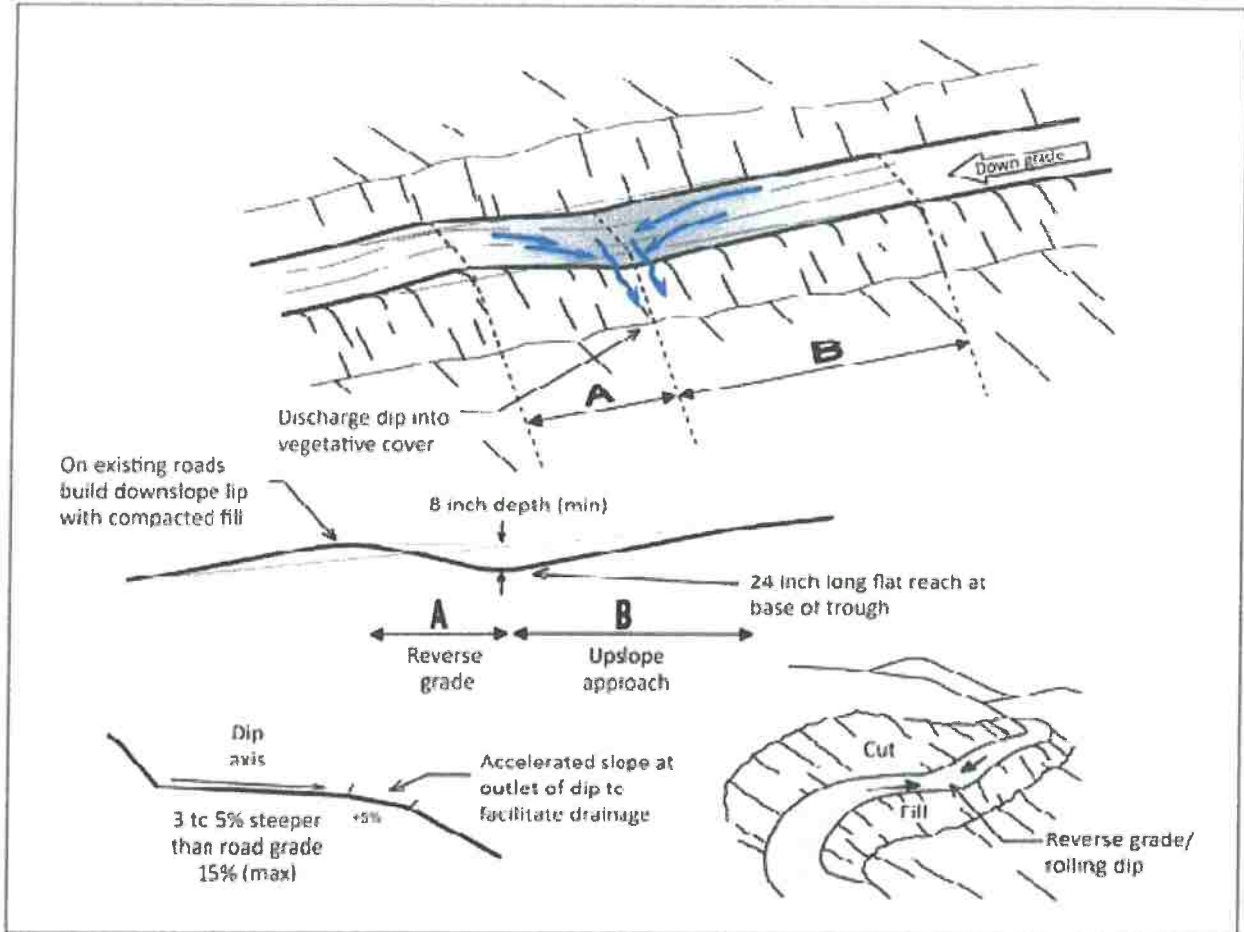 Down grade
B
A
Discharge dip into
vegetative cover
On existing roads
build downslope lip
with compacted fill
8 inch depth (min)
24 inch long flat reach at
base of trough
A
B
Reverse
grade
Upslope
approach
Dip
axis
Accelerated slope at
outlet of dip to
facilitate drainage
+5%
3 to 5% steeper
than road grade
15% (max)
Cut
Fill
Reverse grade/
rolling dip